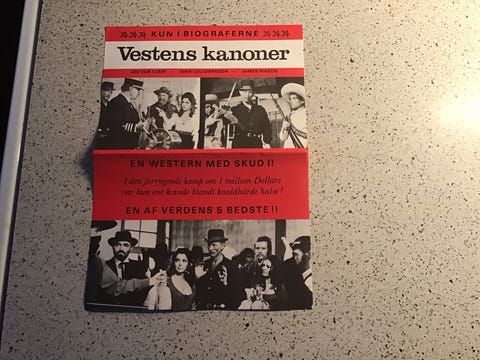 KUN I BIOGRAFERNE
Vestens kanoner
LEE VAN CLEEF GINA LOLLOBRIGIDA JAMES MASON
EN WESTERN MED SKUD I!
I den forrygende kamp om 1 million Dollars
var hun ene kvinde blandt knaldhårde halse!
EN AF VERDENS 5 BEDSTE!!